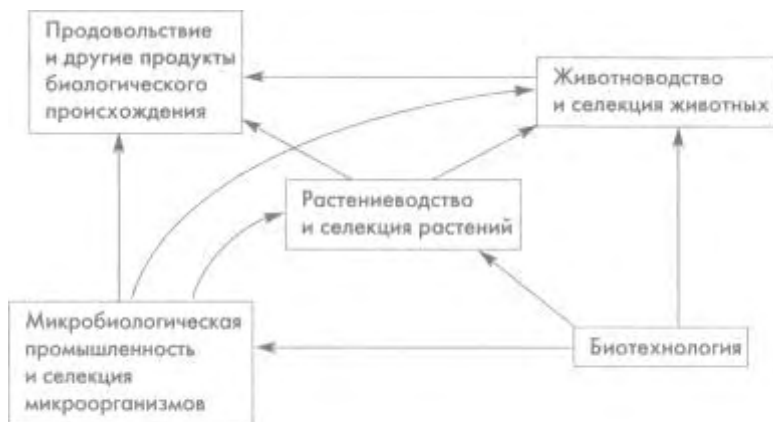 Продовольствие
и другие продукты
биологического
происхождения
Животноводство
и селекция животных
Растениеводство
и селекция растений
Микробиологическая
промышленность
и селекция
микроорганизмов
Биотехнология